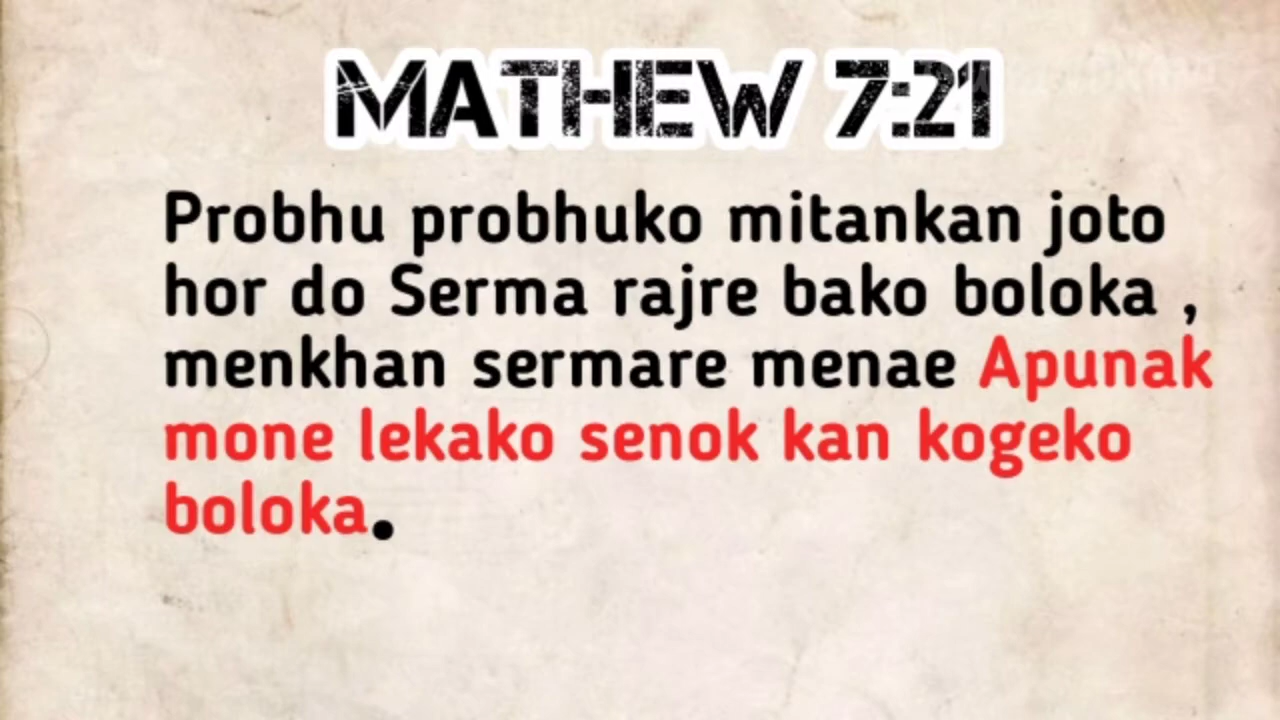 MATHEW 7:21
Probhu probhuko mitankan joto
hor do Serma rajre bako boloka ,
menkhan sermare menae Apunak
mone lekako senok kan kogeko
boloka.